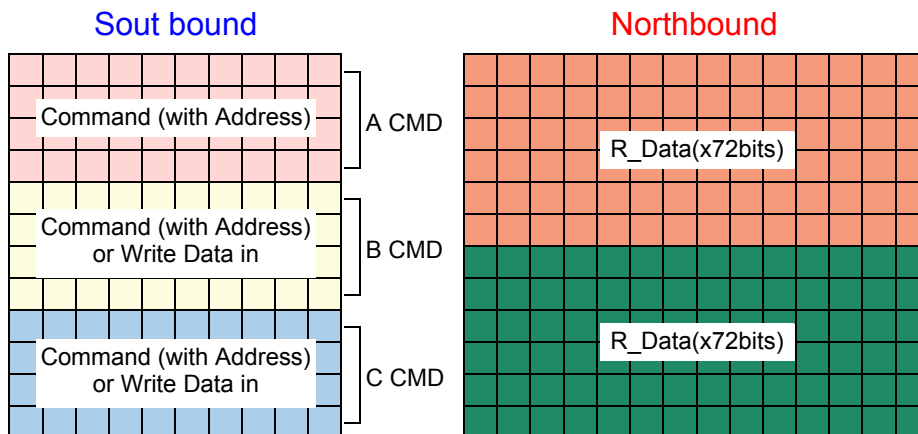 Sout bound
Northbound
Command (with Address)
A CMD
R_Data(x72bits)
Command (with Address)
or Write Data in
B CMD
R_Data(x72bits)
Command (with Address)
or Write Data in
C CMD